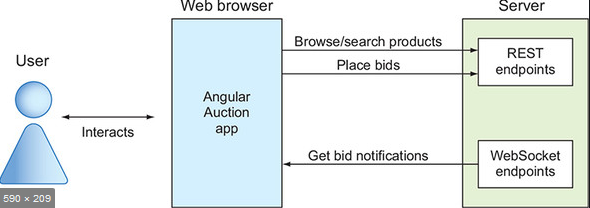 Web browser
Server
User
Browse/search products
Place bids
REST
endpoints
Angular
Auction
app
Interacts
Get bid notifications
WebSocket
endpoints
590 × 209